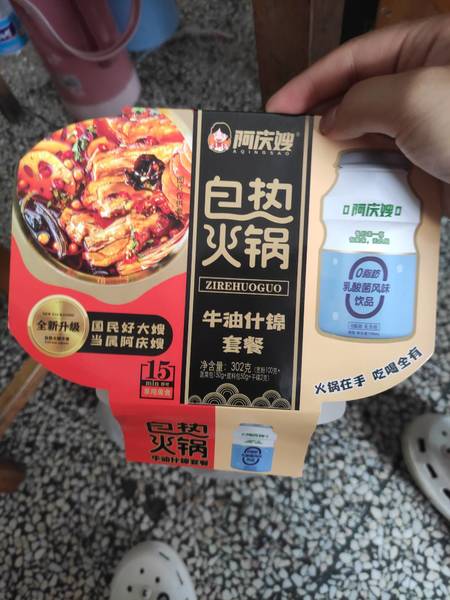 阿庆嫂
AQINGSAO
自热
火锅
ZIREHUOGUO
牛油什锦
套餐
净含量：302克
全新升级
国民好大嫂
当属阿庆嫂
15
min
阿庆嫂
0脂肪
乳酸菌风味
饮品
火锅在手 吃喝全有
自热
火锅
牛油什锦套餐